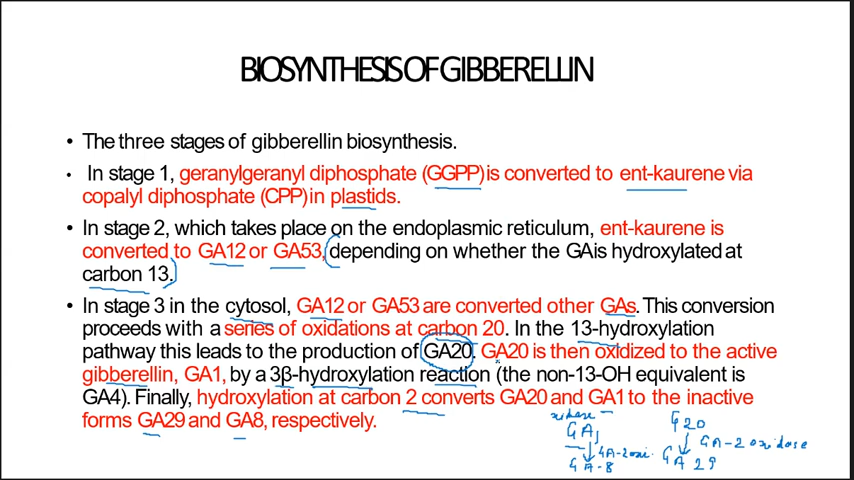 BIOSYNTHESIS OF GIBBERELLIN
• The three stages of gibberellin biosynthesis.
• In stage 1, geranylgeranyl diphosphate (GGPP) is converted to ent-kaurene via
copalyl diphosphate (CPP) in plastids.
• In stage 2, which takes place on the endoplasmic reticulum, ent-kaurene is
converted to GA12 or GA53, (depending on whether the GA is hydroxylated at
carbon 13.)
• In stage 3 in the cytosol, GA12 or GA53 are converted other GAs. This conversion
proceeds with a series of oxidations at carbon 20. In the 13-hydroxylation
pathway this leads to the production of GA20. GA20 is then oxidized to the active
gibberellin, GA1, by a 3β-hydroxylation reaction (the non-13-OH equivalent is
GA4). Finally, hydroxylation at carbon 2 converts GA20 and GA1 to the inactive
forms GA29 and GA8, respectively.
oxidase
GA1
GA-2oxi.
GA-8
G20
GA-2 oxidase
GA 29